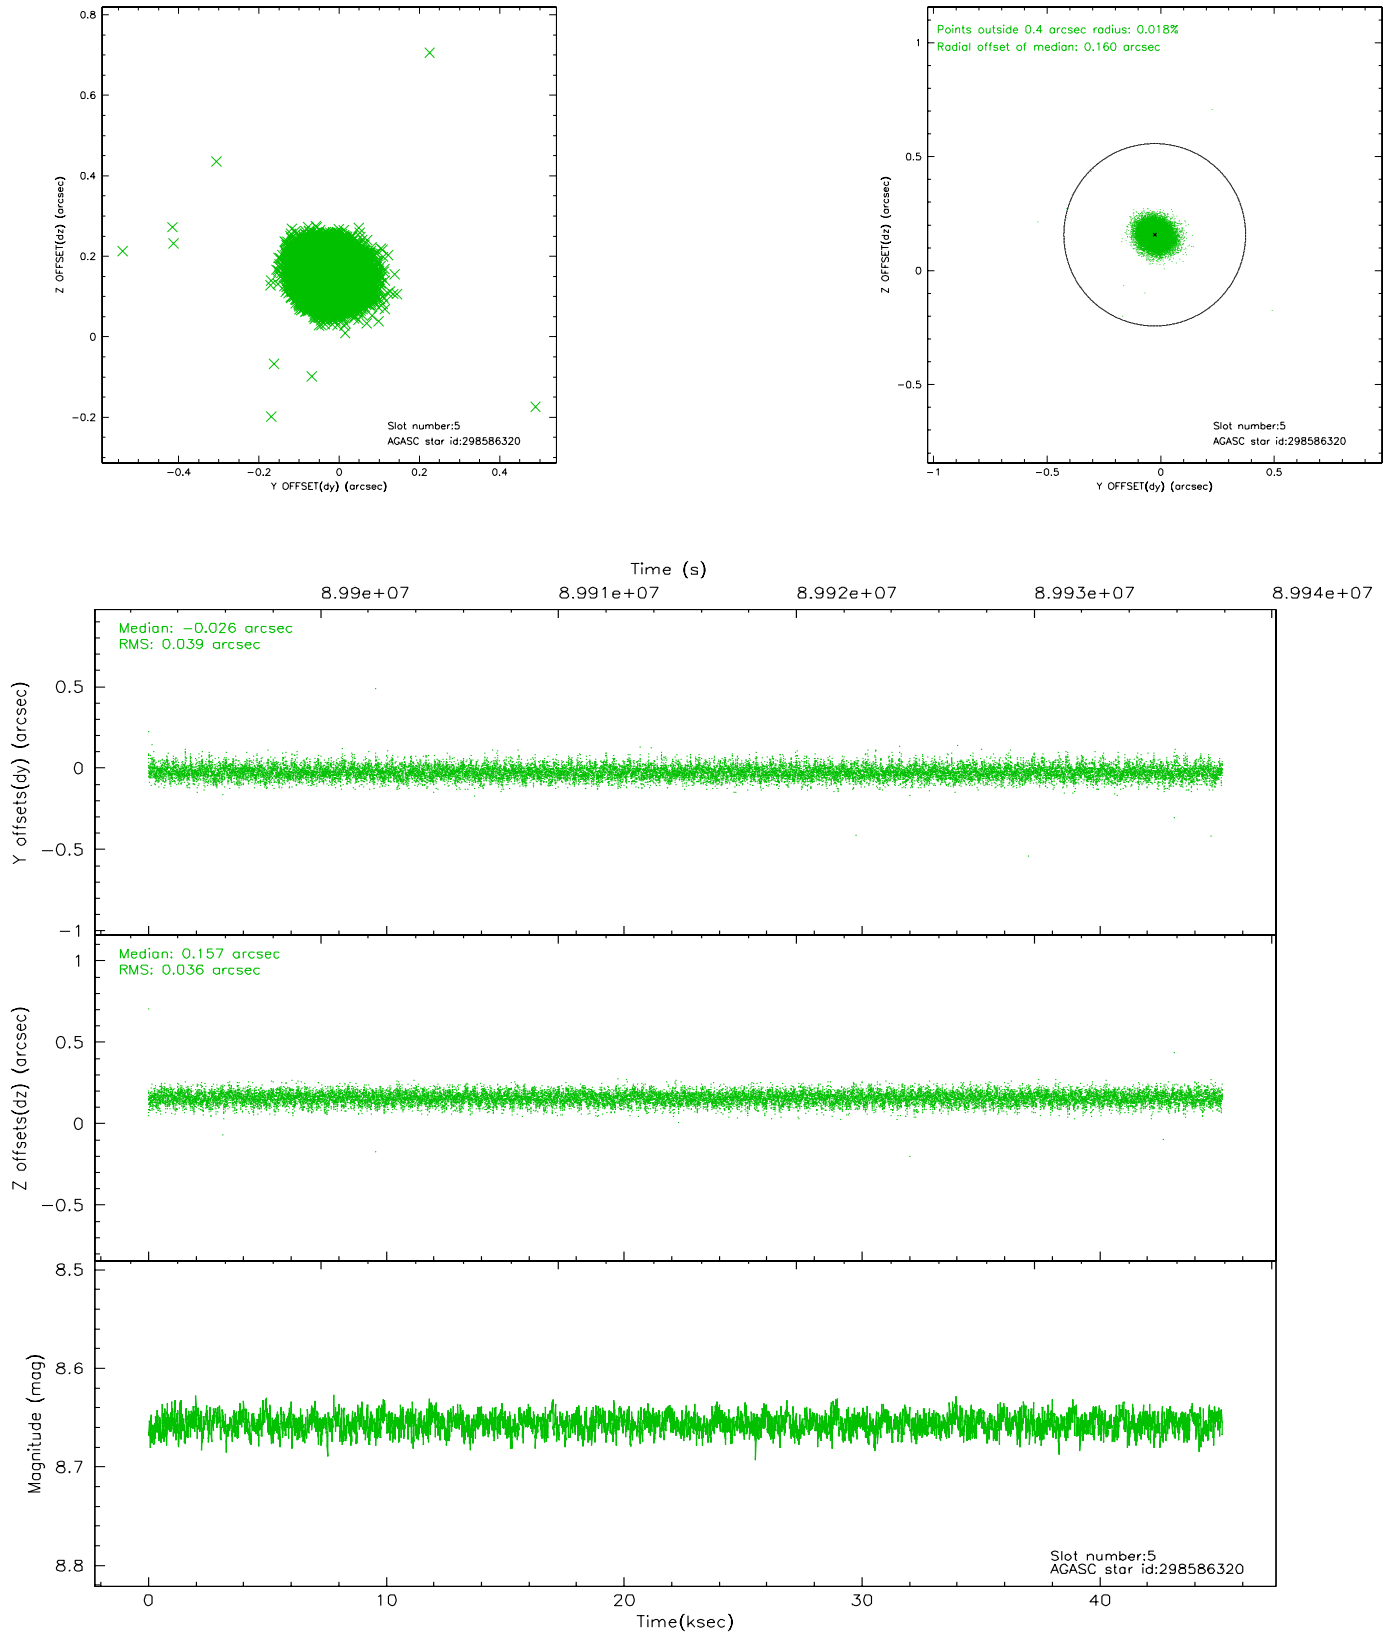 0.8
0.6
0.4
0.2
0
−0.2
−0.4
−0.2
0
0.2
0.4
Z OFFSET(dz) (arcsec)
Y OFFSET(dy) (arcsec)
Slot number:5
AGASC star id:298586320
Points outside 0.4 arcsec radius: 0.018%
Radial offset of median: 0.160 arcsec
1
0.5
0
−0.5
−1
−0.5
0
0.5
Z OFFSET(dz) (arcsec)
Y OFFSET(dy) (arcsec)
Slot number:5
AGASC star id:298586320
Time (s)
8.99e+07 8.991e+07 8.992e+07 8.993e+07 8.994e+07
Median: −0.026 arcsec
RMS: 0.039 arcsec
0.5
0
−0.5
−1
Y offsets(dy) (arcsec)
Median: 0.157 arcsec
RMS: 0.036 arcsec
1
0.5
0
−0.5
Z offsets(dz) (arcsec)
8.5
8.6
8.7
8.8
Magnitude (mag)
Slot number:5
AGASC star id:298586320
0 10 20 30 40
Time(ksec)